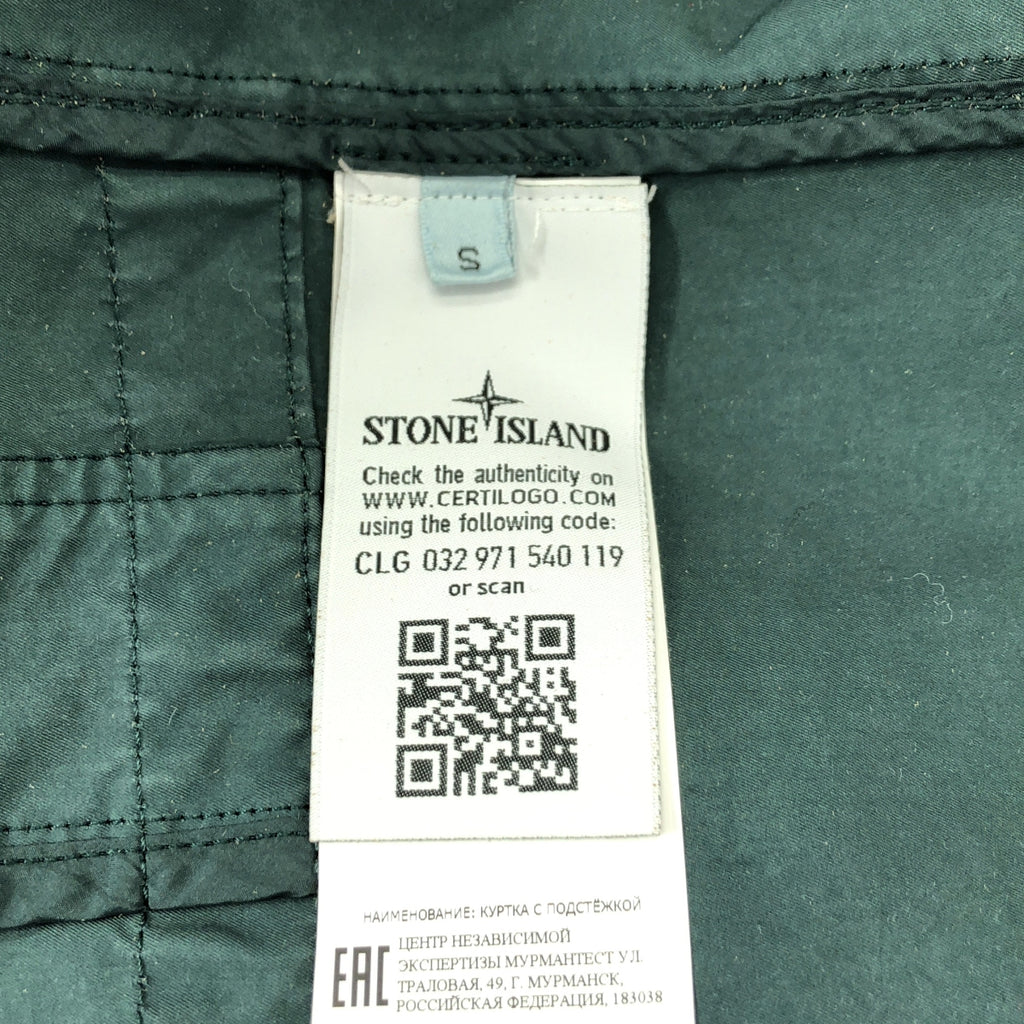 S
STONE ISLAND
Check the authenticity on
WWW.CERTILOGO.COM
using the following code:
CLG 032 971 540 119
or scan
НАИМЕНОВАНИЕ: КУРТКА С ПОДСТЁЖКОЙ
EAC
ЦЕНТР НЕЗАВИСИМОЙ
ЭКСПЕРТИЗЫ МУРМАНТЕСТ УЛ.
ТРАЛОВАЯ, 49, Г. МУРМАНСК,
РОССИЙСКАЯ ФЕДЕРАЦИЯ, 183038